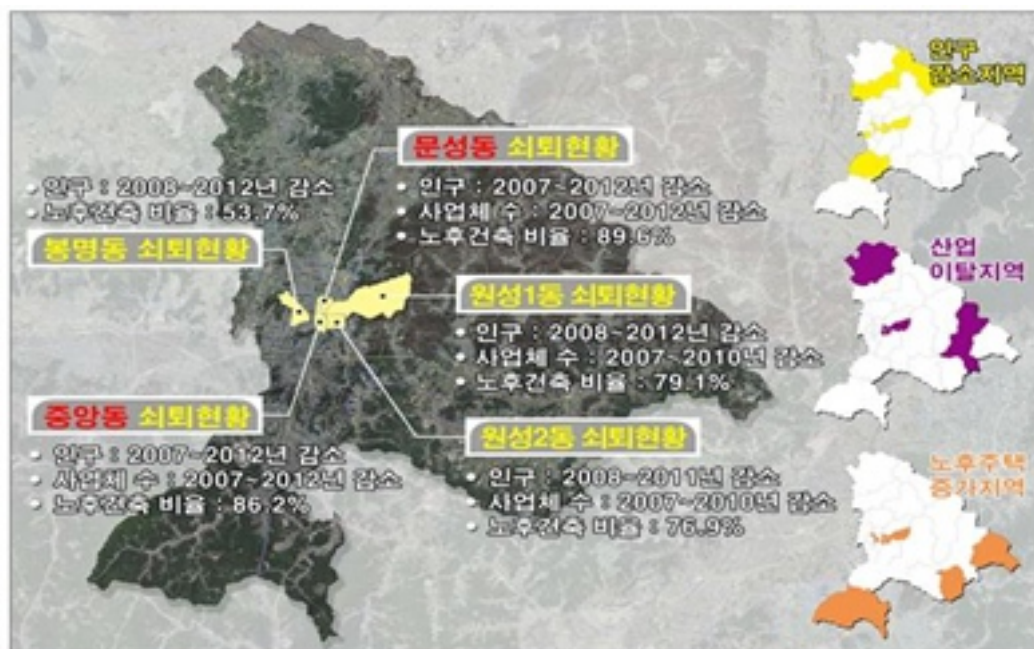 문성동 쇠퇴현황
• 인구 : 2007~2012년 감소
• 사업체 수 : 2007~2012년 감소
• 노후건축 비율 : 89.6%
• 인구 : 2008~2012년 감소
• 노후건축 비율 : 53.7%
봉명동 쇠퇴현황
원성1동 쇠퇴현황
• 인구 : 2008~2012년 감소
• 사업체 수 : 2007~2010년 감소
• 노후건축 비율 : 79.1%
중앙동 쇠퇴현황
• 인구 : 2007~2012년 감소
• 사업체 수 : 2007~2012년 감소
• 노후건축 비율 : 86.2%
원성2동 쇠퇴현황
• 인구 : 2008~2011년 감소
• 사업체 수 : 2007~2010년 감소
• 노후건축 비율 : 76.9%
인구
감소지역
산업
이탈지역
노후주택
증가지역